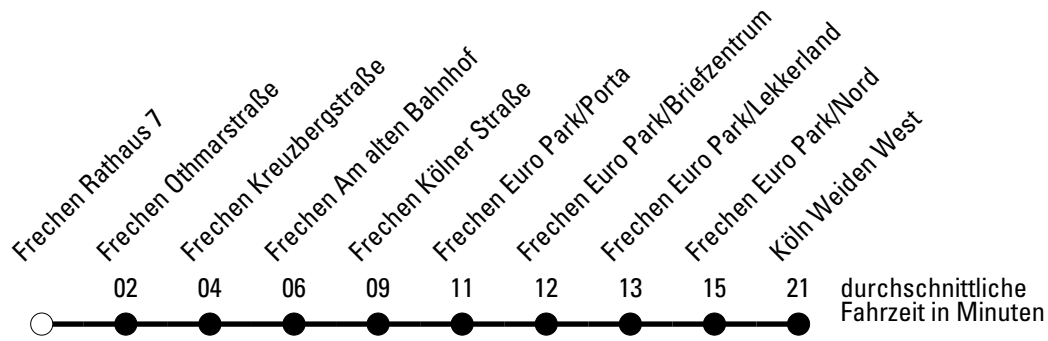 Frechen Rathaus 7
Frechen Othmarstraße
Frechen Kreuzbergstraße
Frechen Am alten Bahnhof
Frechen Kölner Straße
Frechen Euro Park/Porta
Frechen Euro Park/Briefzentrum
Frechen Euro Park/Lekkerland
Frechen Euro Park/Nord
Köln Weiden West
02 04 06 09 11 12 13 15 21
durchschnittliche
Fahrzeit in Minuten